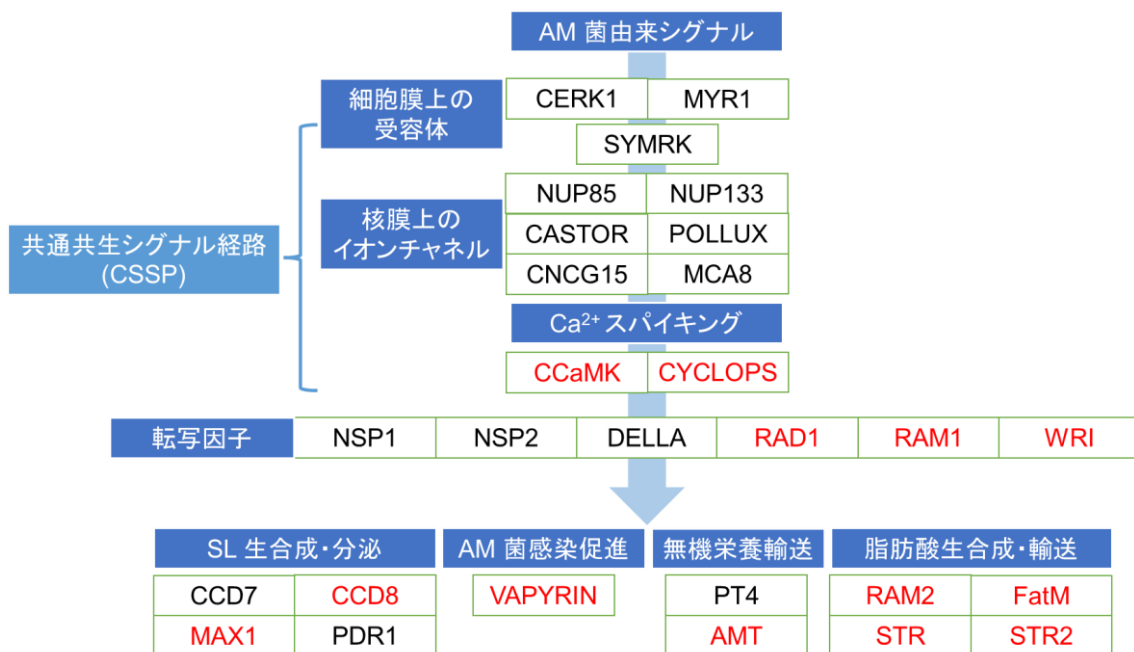 AM 菌由来シグナル
細胞膜上の
受容体
CERK1 MYR1
SYMRK
共通共生シグナル経路
(CSSP)
核膜上の
イオンチャネル
NUP85 NUP133
CASTOR POLLUX
CNCG15 MCA8
Ca²⁺ スパイキング
CCaMK CYCLOPS
転写因子 NSP1 NSP2 DELLA RAD1 RAM1 WRI
SL 生合成・分泌 AM 菌感染促進 無機栄養輸送 脂肪酸生合成・輸送
CCD7 CCD8 VAPYRIN PT4 RAM2 FatM
MAX1 PDR1 AMT STR STR2